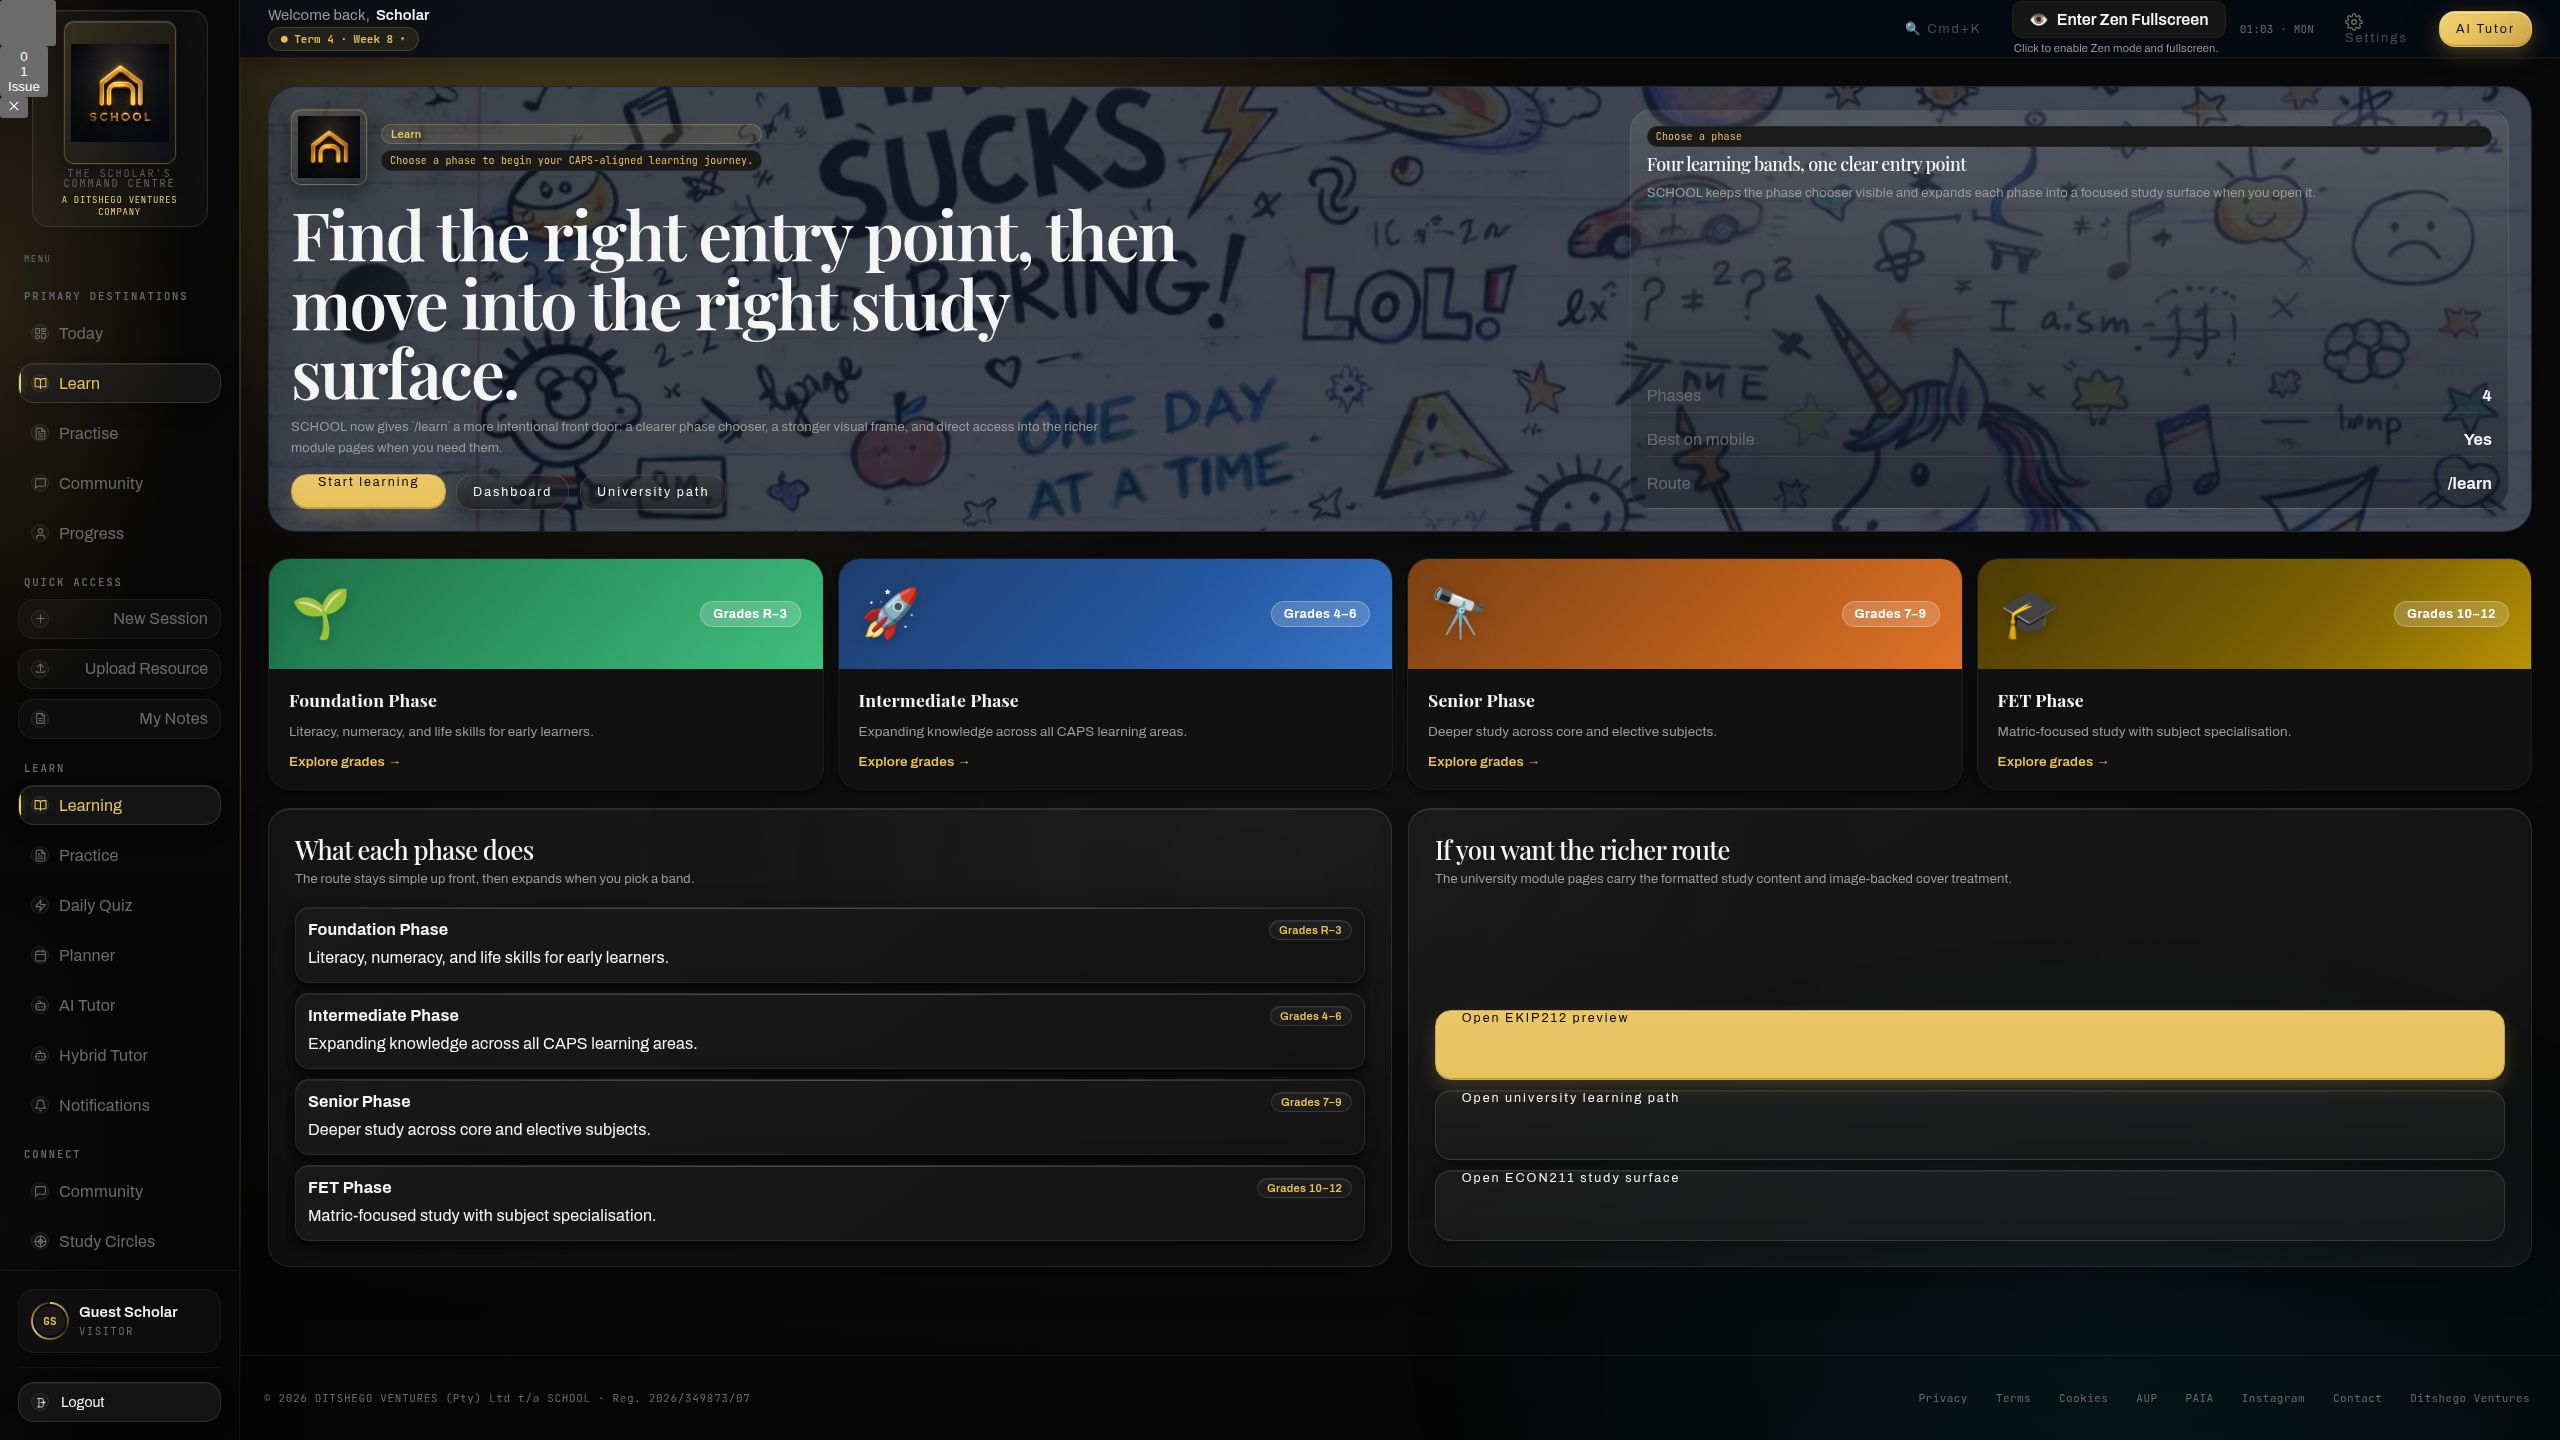 0
1
Issue
SCHOOL
THE SCHOLAR'S
COMMAND CENTRE
A DITSHEGO VENTURES
COMPANY
MENU
PRIMARY DESTINATIONS
Today
Learn
Practise
Community
Progress
QUICK ACCESS
New Session
Upload Resource
My Notes
LEARN
Learning
Practice
Daily Quiz
Planner
AI Tutor
Hybrid Tutor
Notifications
CONNECT
Community
Study Circles
GS
Guest Scholar
VISITOR
Logout
Welcome back, Scholar
Term 4 · Week 8
Cmd+K
Enter Zen Fullscreen
Click to enable Zen mode and fullscreen.
01:03 · MON
Settings
AI Tutor
Learn
Choose a phase to begin your CAPS-aligned learning journey.
Find the right entry point, then
move into the right study
surface.
SCHOOL now gives `/learn` a more intentional front door: a clearer phase chooser, a stronger visual frame, and direct access into the richer
module pages when you need them.
Start learning
Dashboard
University path
SUCKS
BORING!
LOL!
ONE DAY
AT A TIME
Choose a phase
Four learning bands, one clear entry point
SCHOOL keeps the phase chooser visible and expands each phase into a focused study surface when you open it.
Phases 4
Best on mobile Yes
Route /learn
Grades R–3
Foundation Phase
Literacy, numeracy, and life skills for early learners.
Explore grades →
Grades 4–6
Intermediate Phase
Expanding knowledge across all CAPS learning areas.
Explore grades →
Grades 7–9
Senior Phase
Deeper study across core and elective subjects.
Explore grades →
Grades 10–12
FET Phase
Matric-focused study with subject specialisation.
Explore grades →
What each phase does
The route stays simple up front, then expands when you pick a band.
Foundation Phase
Grades R–3
Literacy, numeracy, and life skills for early learners.
Intermediate Phase
Grades 4–6
Expanding knowledge across all CAPS learning areas.
Senior Phase
Grades 7–9
Deeper study across core and elective subjects.
FET Phase
Grades 10–12
Matric-focused study with subject specialisation.
If you want the richer route
The university module pages carry the formatted study content and image-backed cover treatment.
Open EKIP212 preview
Open university learning path
Open ECON211 study surface
© 2026 DITSHEGO VENTURES (Pty) Ltd t/a SCHOOL · Reg. 2026/349873/07
Privacy
Terms
Cookies
AUP
PAIA
Instagram
Contact
Ditshego Ventures